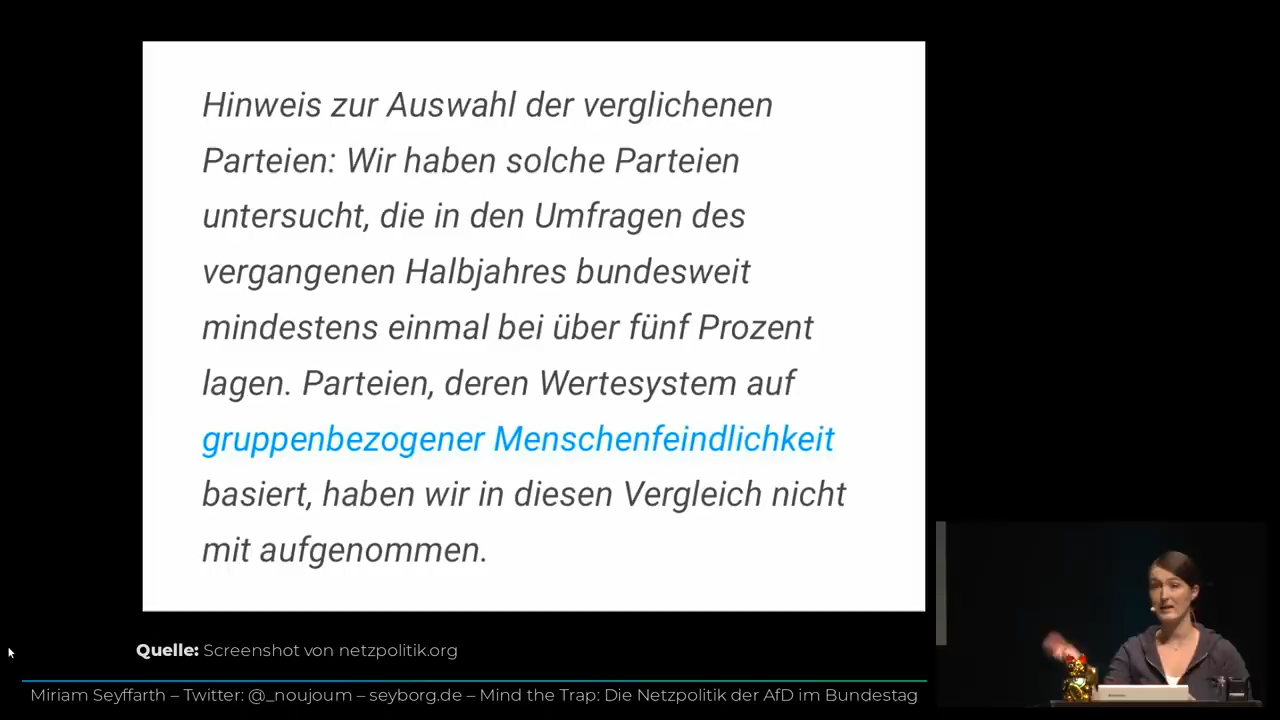 Hinweis zur Auswahl der verglichenen
Parteien: Wir haben solche Parteien
untersucht, die in den Umfragen des
vergangenen Halbjahres bundesweit
mindestens einmal bei über fünf Prozent
lagen. Parteien, deren Wertesystem auf
gruppenbezogener Menschenfeindlichkeit
basiert, haben wir in diesen Vergleich nicht
mit aufgenommen.
Quelle: Screenshot von netzpolitik.org
Miriam Seyffarth – Twitter: @_noujoum – seyborg.de – Mind the Trap: Die Netzpolitik der AfD im Bundestag